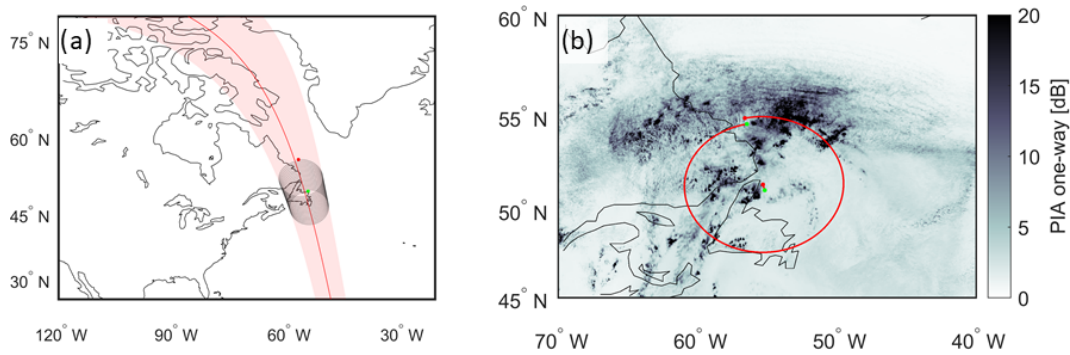 (a)
75° N
60° N
45° N
30° N
120° W
90° W
60° W
30° W
(b)
60° N
55° N
50° N
45° N
70° W
60° W
50° W
40° W
20
15
10
5
0
PIA one-way [dB]